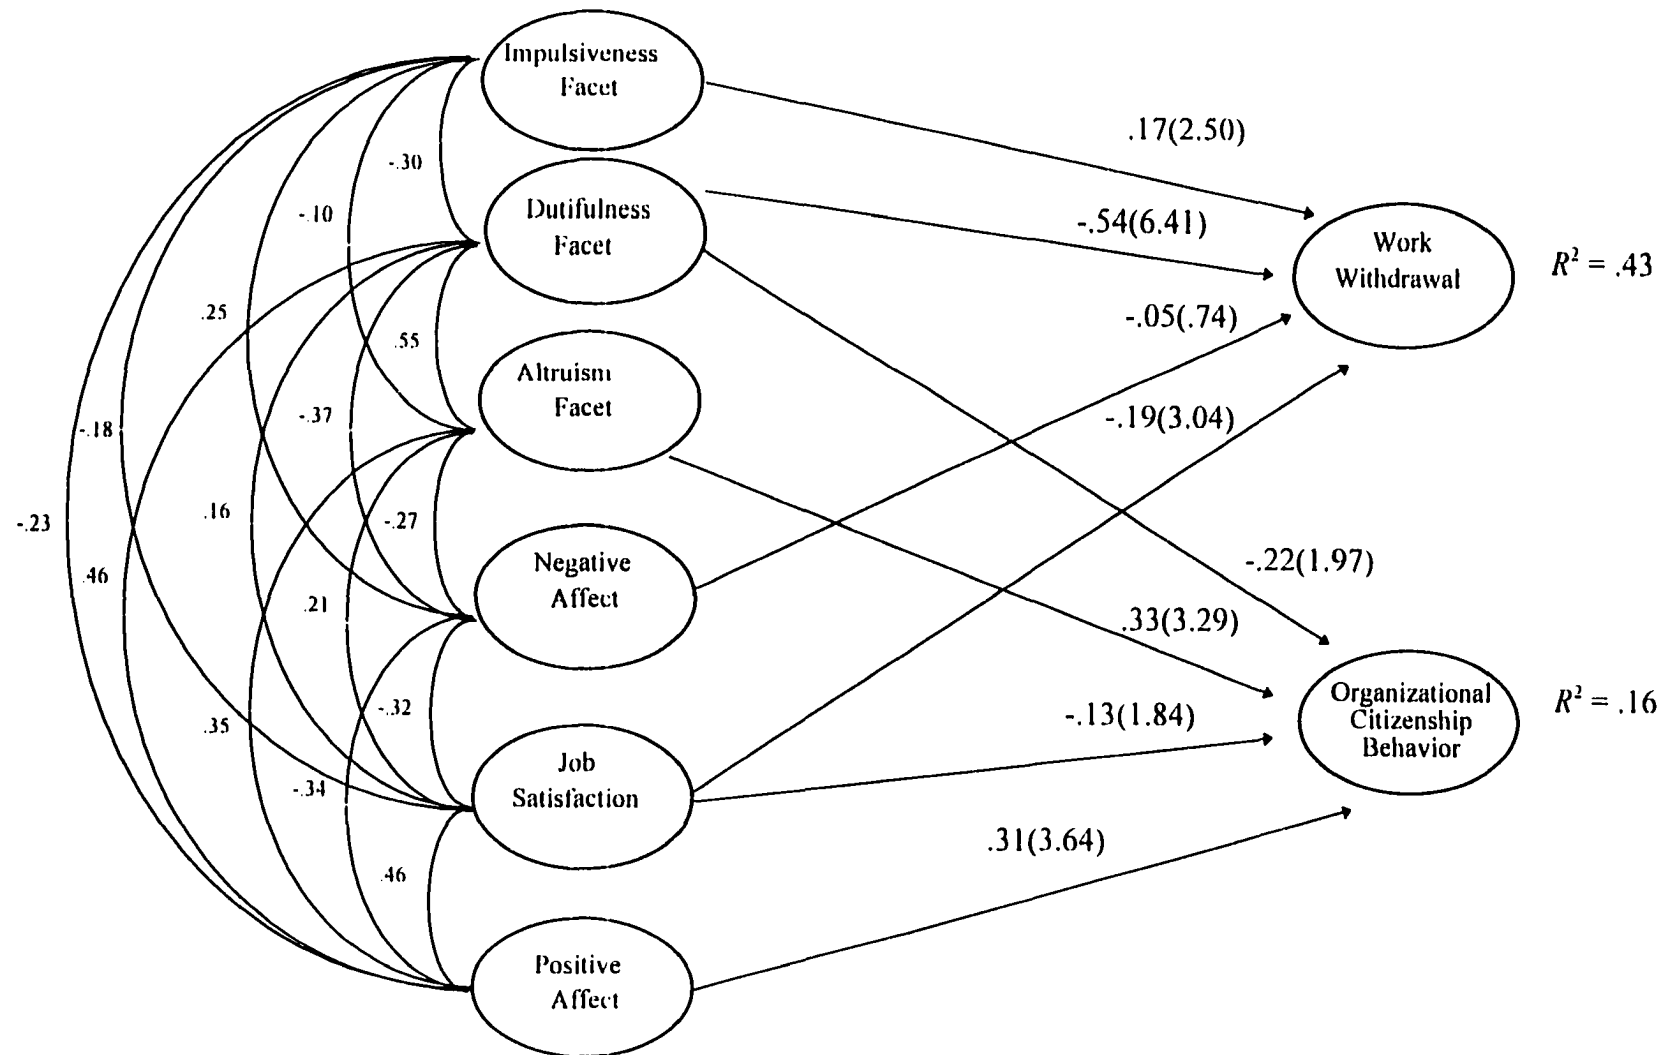 Impulsiveness
Facet
.17(2.50)
-.30
Dutifulness
Facet
-.10
-.54(6.41)
Work
Withdrawal
R² = .43
.25
.55
-.05(.74)
Altruism
Facet
-.37
-.18
-.19(3.04)
.16
-.27
-.23
Negative
Affect
.46
-.22(1.97)
.21
.33(3.29)
-.32
.35
-.13(1.84)
Organizational
Citizenship
Behavior
R² = .16
Job
Satisfaction
-.34
.31(3.64)
.46
Positive
Affect